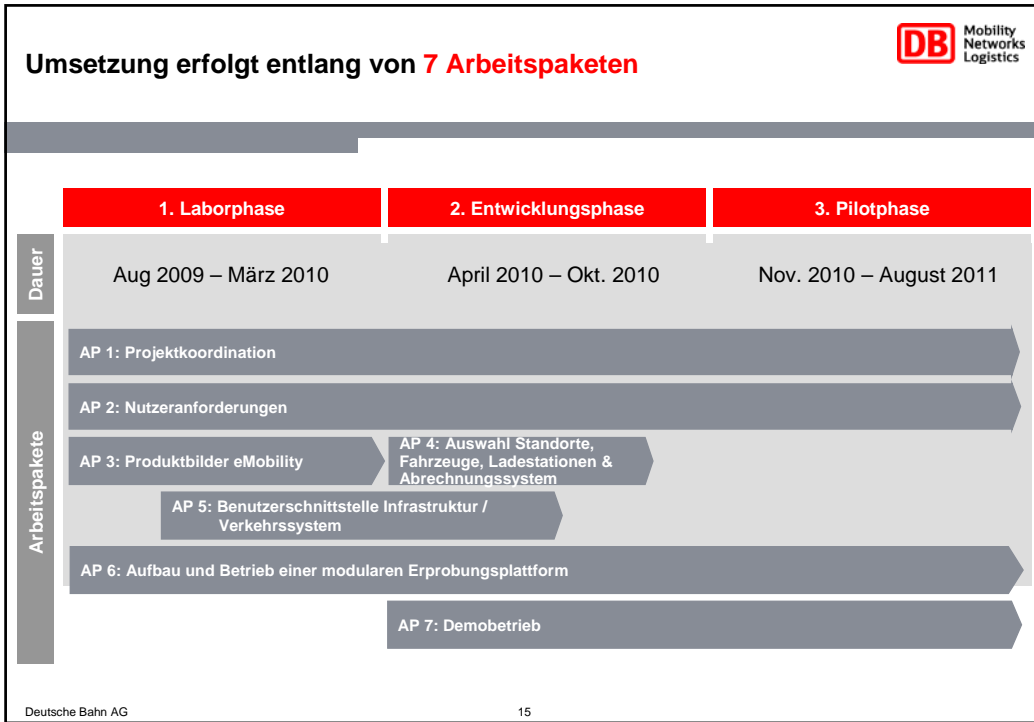 Umsetzung erfolgt entlang von 7 Arbeitspaketen
DB
Mobility
Networks
Logistics
1. Laborphase
2. Entwicklungsphase
3. Pilotphase
Dauer
Aug 2009 – März 2010
April 2010 – Okt. 2010
Nov. 2010 – August 2011
Arbeitspakete
AP 1: Projektkoordination
AP 2: Nutzeranforderungen
AP 3: Produktbilder eMobility
AP 4: Auswahl Standorte,
Fahrzeuge, Ladestationen &
Abrechnungssystem
AP 5: Benutzerschnittstelle Infrastruktur /
Verkehrssystem
AP 6: Aufbau und Betrieb einer modularen Erprobungsplattform
AP 7: Demobetrieb
Deutsche Bahn AG
15